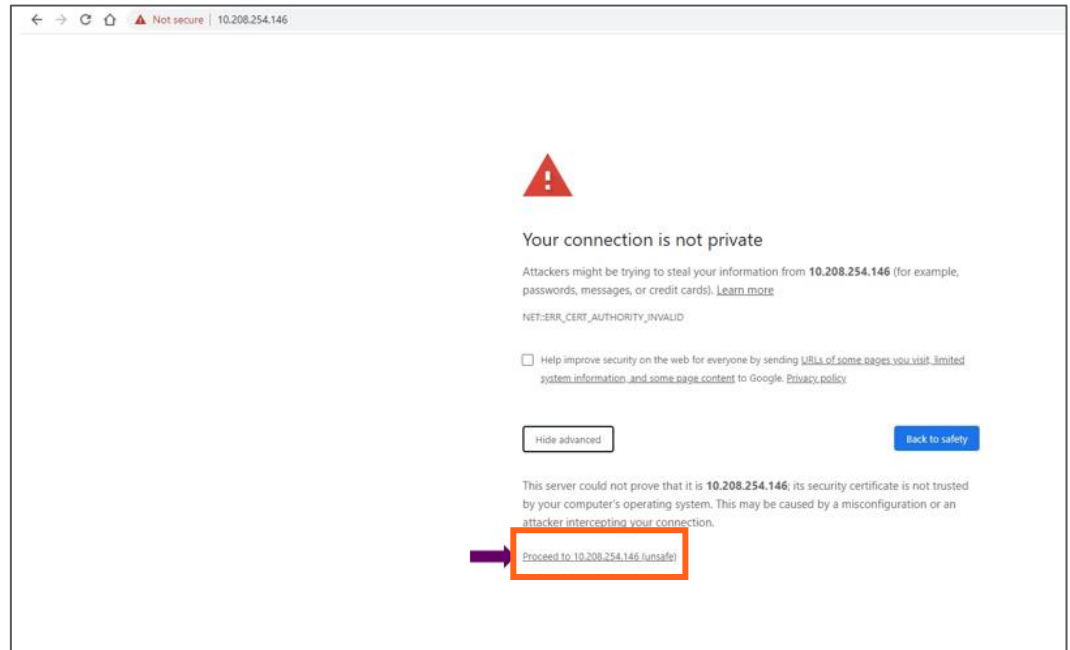 Not secure | 10.208.254.146
Your connection is not private
Attackers might be trying to steal your information from 10.208.254.146 (for example,
passwords, messages, or credit cards). Learn more
NET::ERR_CERT_AUTHORITY_INVALID
Help improve security on the web for everyone by sending URLs of some pages you visit, limited
system information, and some page content to Google. Privacy policy
Hide advanced
Back to safety
This server could not prove that it is 10.208.254.146; its security certificate is not trusted
by your computer's operating system. This may be caused by a misconfiguration or an
attacker intercepting your connection.
Proceed to 10.208.254.146 (unsafe)